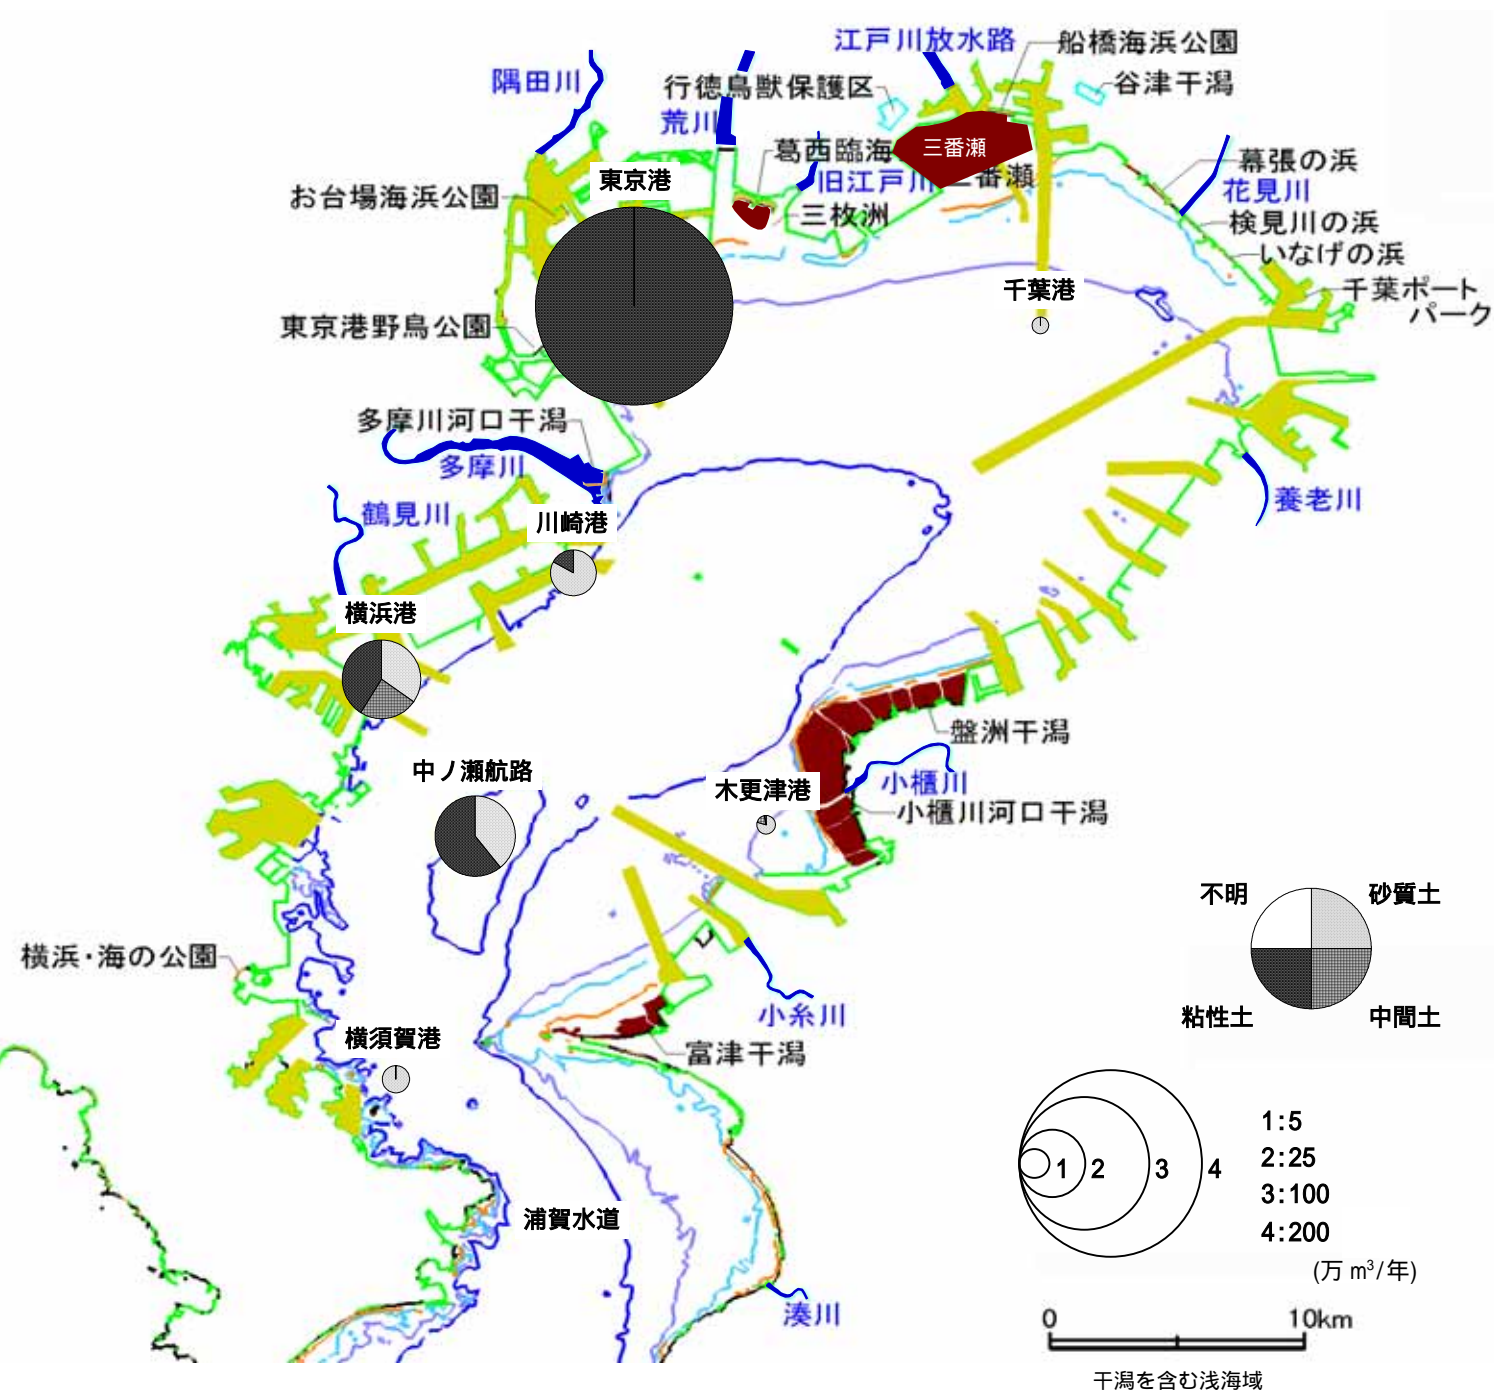 江戸川放水路
船橋海浜公園
隅田川
行徳鳥獣保護区
谷津干潟
荒川
葛西臨海
三番瀬
幕張の浜
東京港
旧江戸川
三番瀬
花見川
お台場海浜公園
三枚洲
検見川の浜
いなげの浜
千葉港
千葉ポート
パーク
東京港野鳥公園
多摩川河口干潟
多摩川
養老川
鶴見川
川崎港
横浜港
盤洲干潟
中ノ瀬航路
木更津港
小櫃川
小櫃川河口干潟
不明
砂質土
横浜・海の公園
小糸川
粘性土
中間土
横須賀港
富津干潟
1:5
1 2 3 4
2:25
3:100
浦賀水道
4:200
(万 m³/年)
湊川
0 10km
干潟を含む浅海域